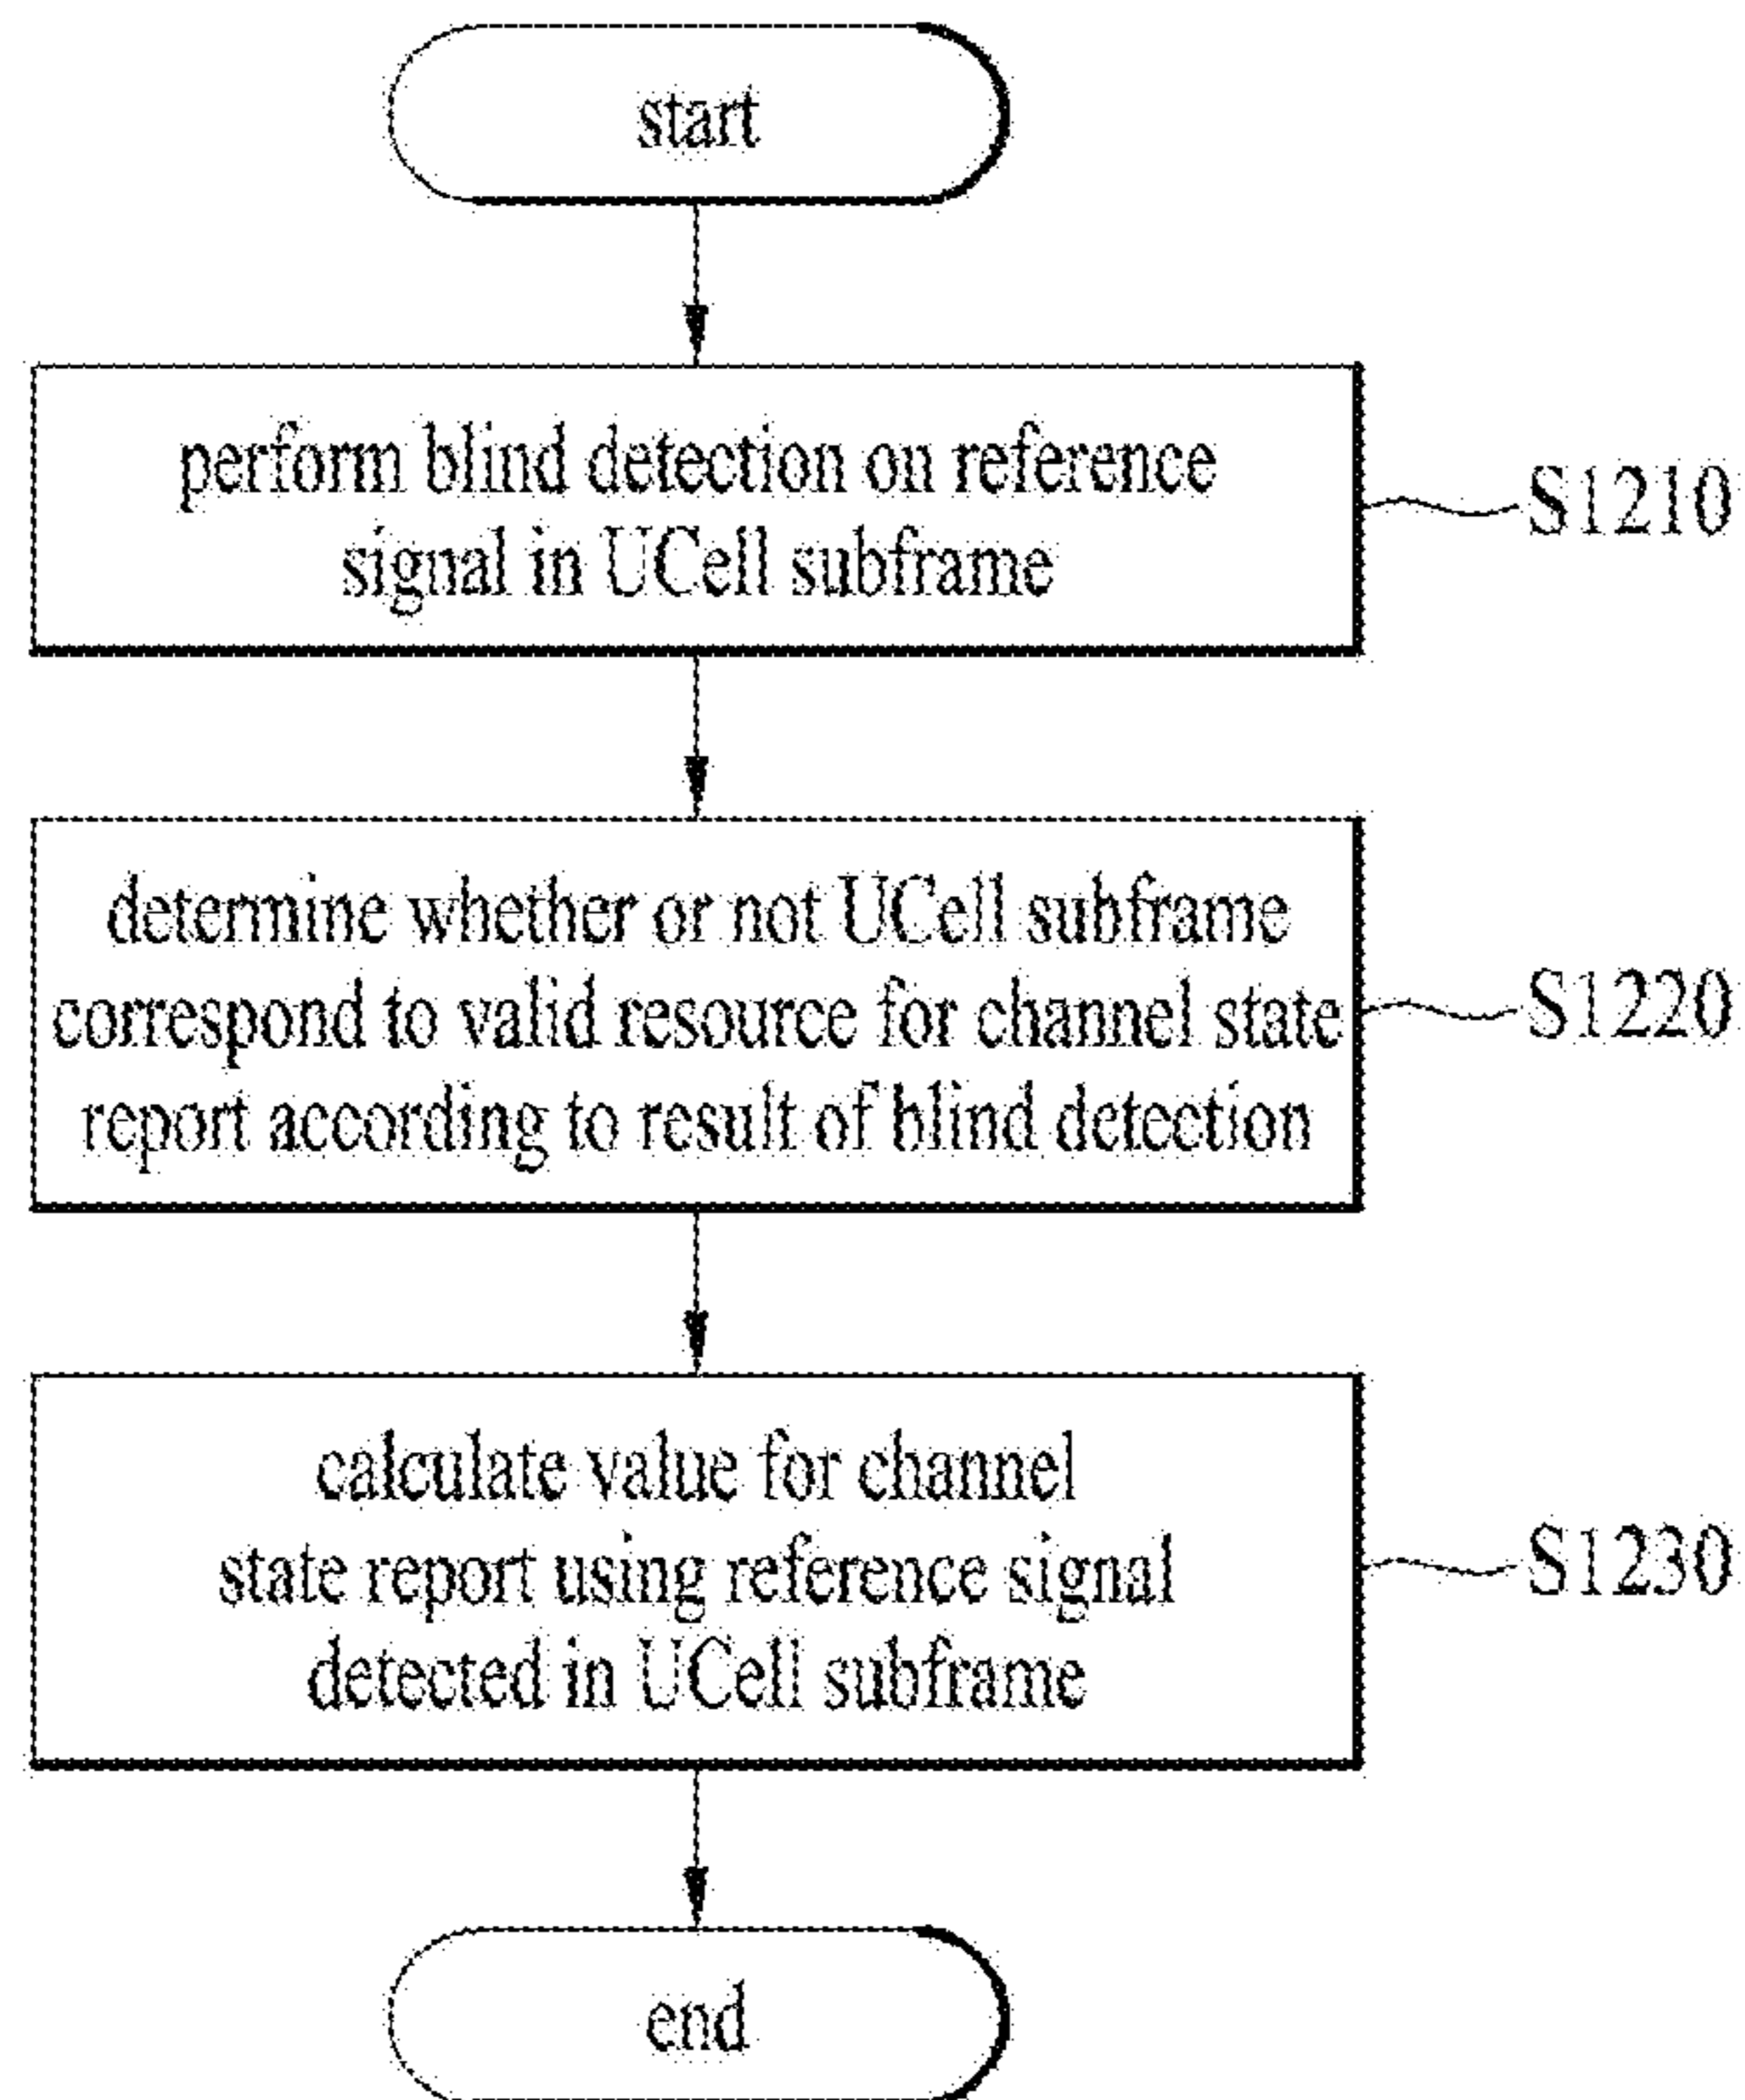 start
perform blind detection on reference
signal in UCell subframe
S1210
determine whether or not UCell subframe
correspond to valid resource for channel state
report according to result of blind detection
S1220
calculate value for channel
state report using reference signal
detected in UCell subframe
S1230
end